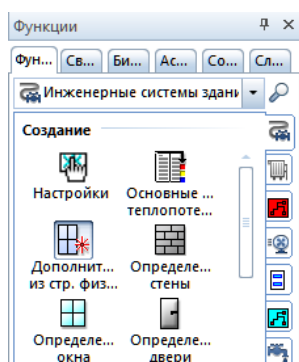 Функции
Фун... Св... Би... Ас... Со... Сл...
Инженерные системы здани
Создание
Настройки
Основные ...
теплопоте...
Дополнит...
из стр. физ...
Определе...
стены
Определе...
окна
Определе...
двери